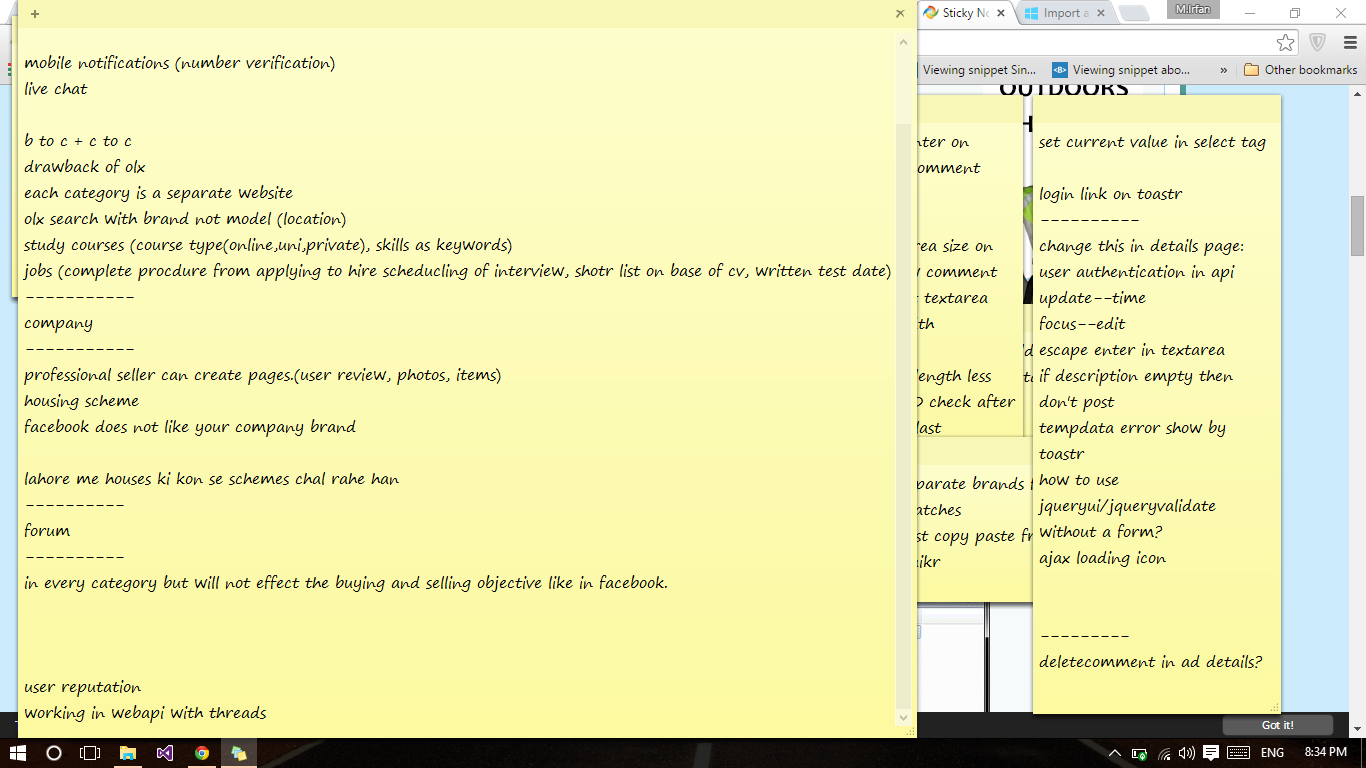 M.Irfan
Sticky No
Import a
Viewing snippet Sin...
Viewing snippet abo...
»
Other bookmarks
OUTDOORS
+
mobile notifications (number verification)
live chat
b to c + c to c
drawback of olx
each category is a separate website
olx search with brand not model (location)
study courses (course type(online,uni,private), skills as keywords)
jobs (complete procdure from applying to hire scheducling of interview, shotr list on base of cv, written test date)
-----------
company
-----------
professional seller can create pages.(user review, photos, items)
housing scheme
facebook does not like your company brand
lahore me houses ki kon se schemes chal rahe han
----------
forum
----------
in every category but will not effect the buying and selling objective like in facebook.
user reputation
working in webapi with threads
nter on
omment
rea size on
comment
textarea
th
ength less
D check after
last
parate brands
atches
st copy paste fr
ikr
set current value in select tag
login link on toastr
----------
change this in details page:
user authentication in api
update--time
focus--edit
escape enter in textarea
if description empty then
don't post
tempdata error show by
toastr
how to use
jqueryui/jqueryvalidate
without a form?
ajax loading icon
---------
deletecomment in ad details?
Got it!
ENG
8:34 PM